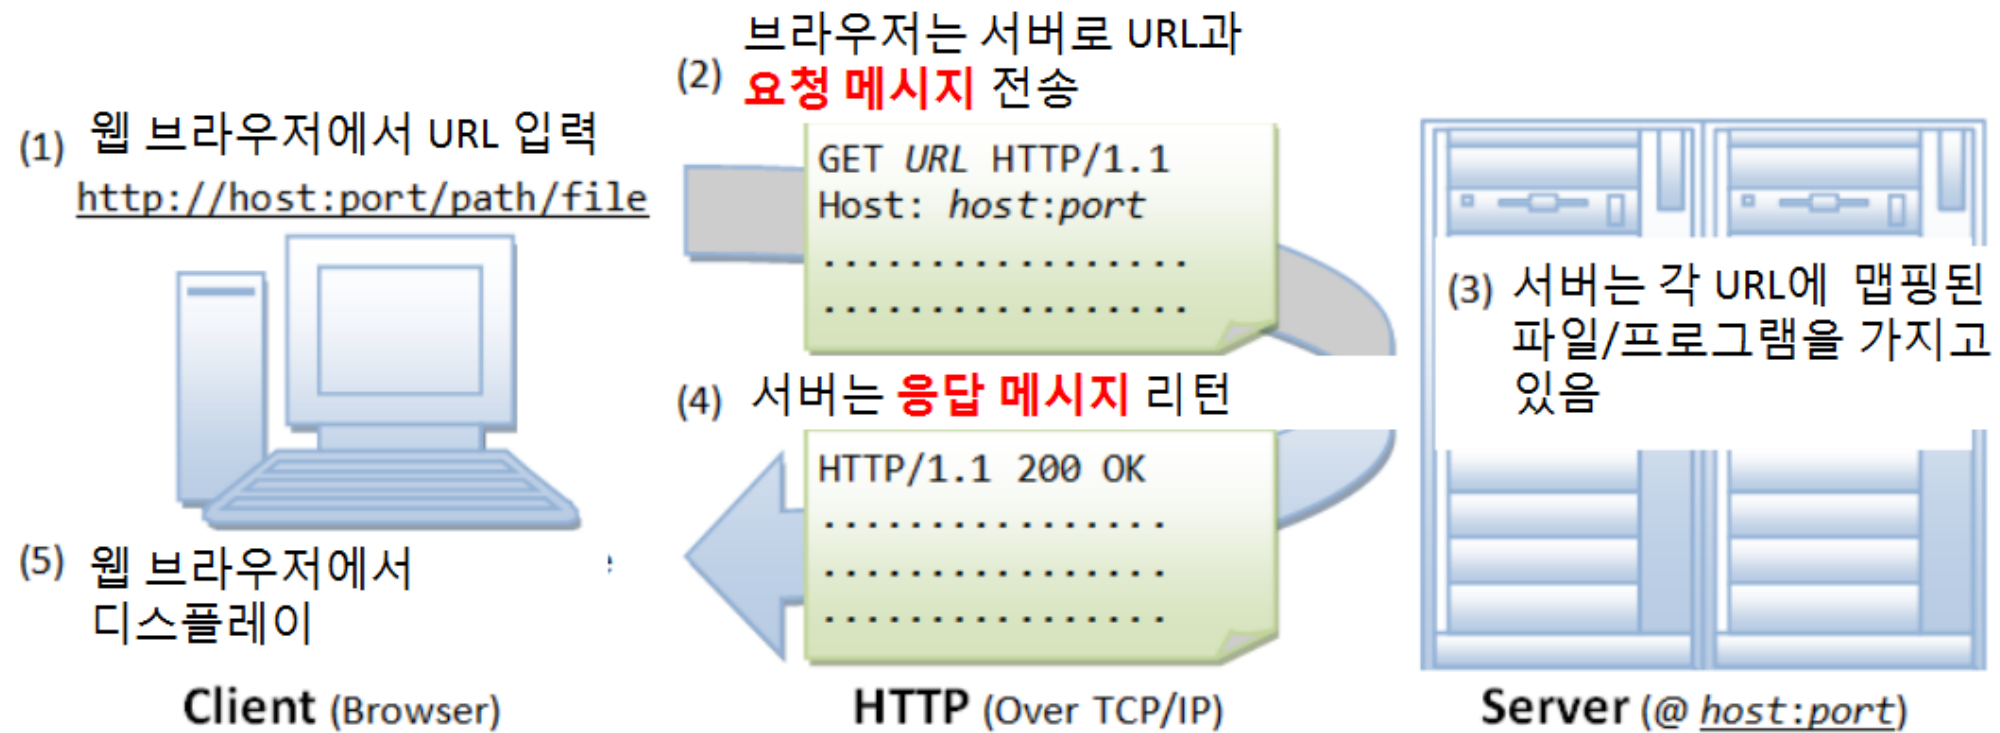 (1) 웹 브라우저에서 URL 입력
http://host:port/path/file
(2) 브라우저는 서버로 URL과
요청 메시지 전송
GET URL HTTP/1.1
Host: host:port
.................
.................
(3) 서버는 각 URL에 맵핑된
파일/프로그램을 가지고
있음
(4) 서버는 응답 메시지 리턴
HTTP/1.1 200 OK
................
................
................
(5) 웹 브라우저에서
디스플레이
Client (Browser)
HTTP (Over TCP/IP)
Server (@ host:port)